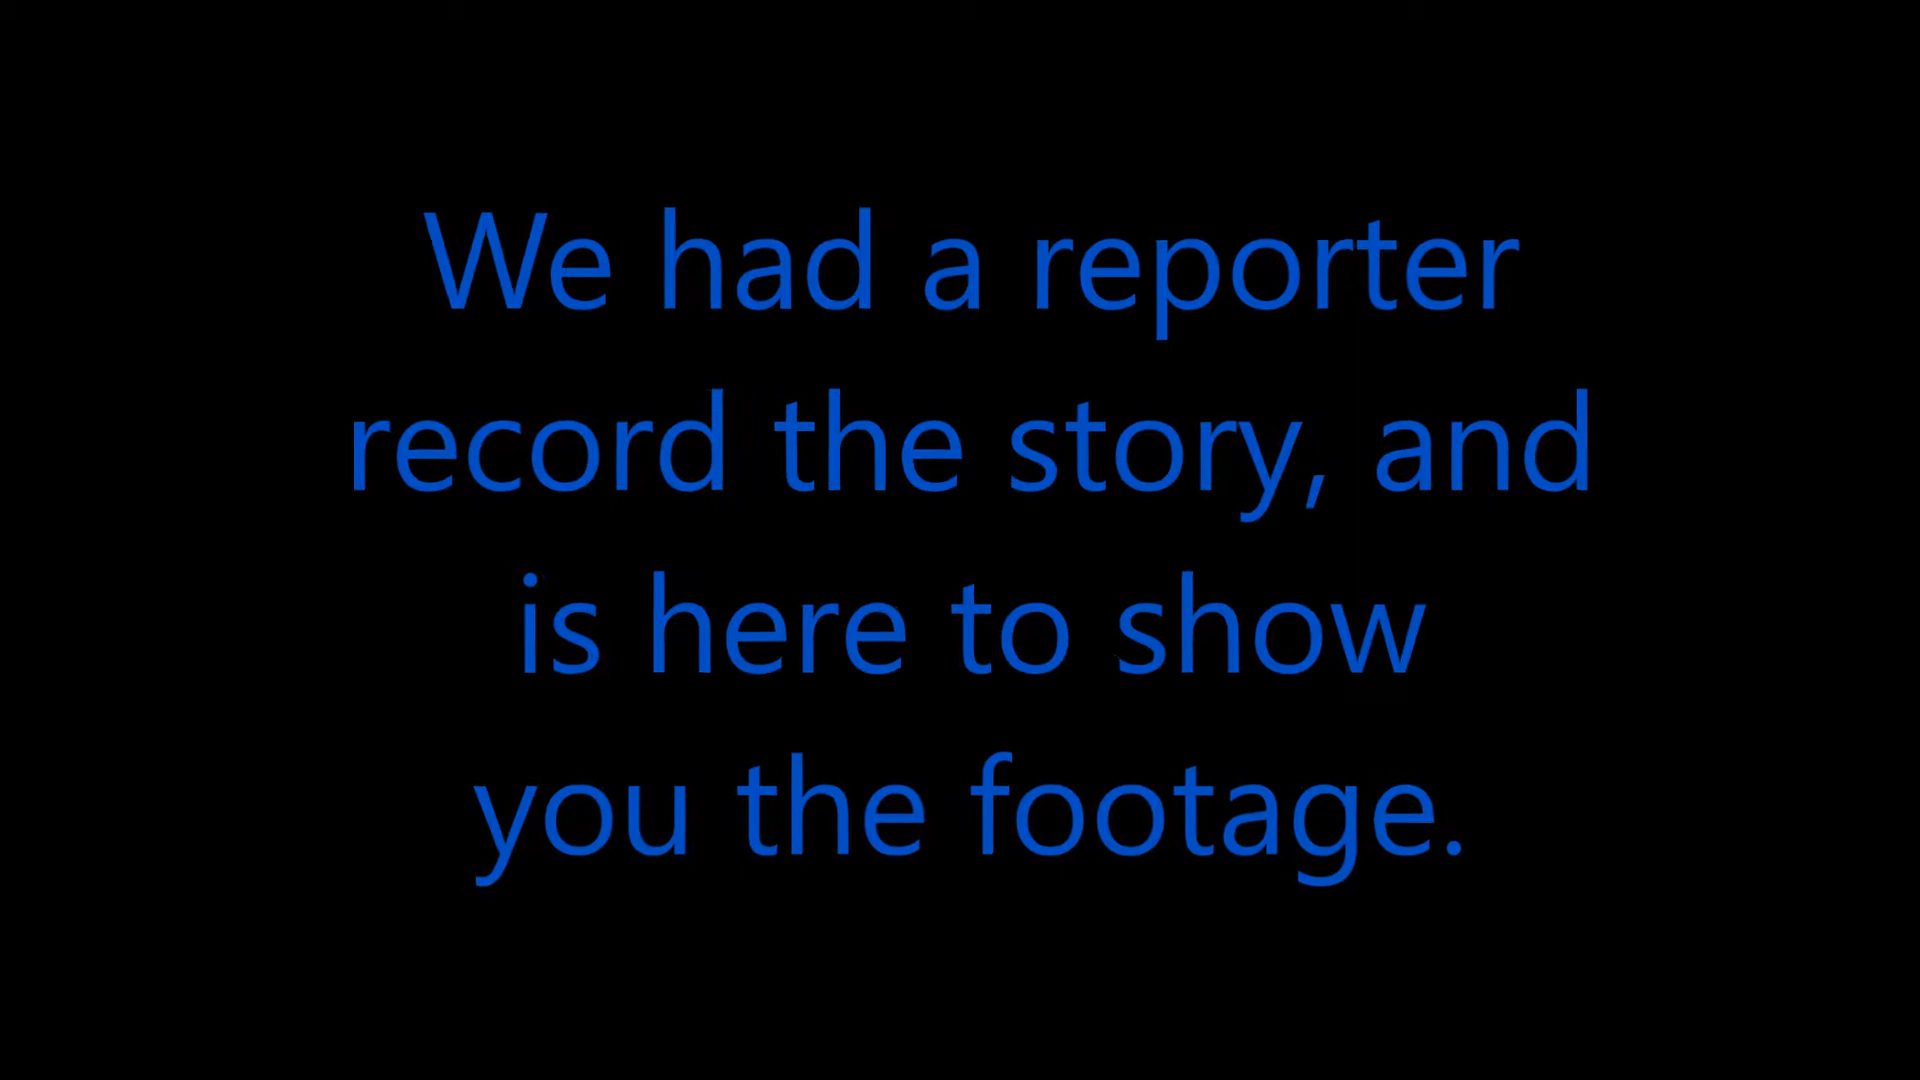 We had a reporter
record the story, and
is here to show
you the footage.